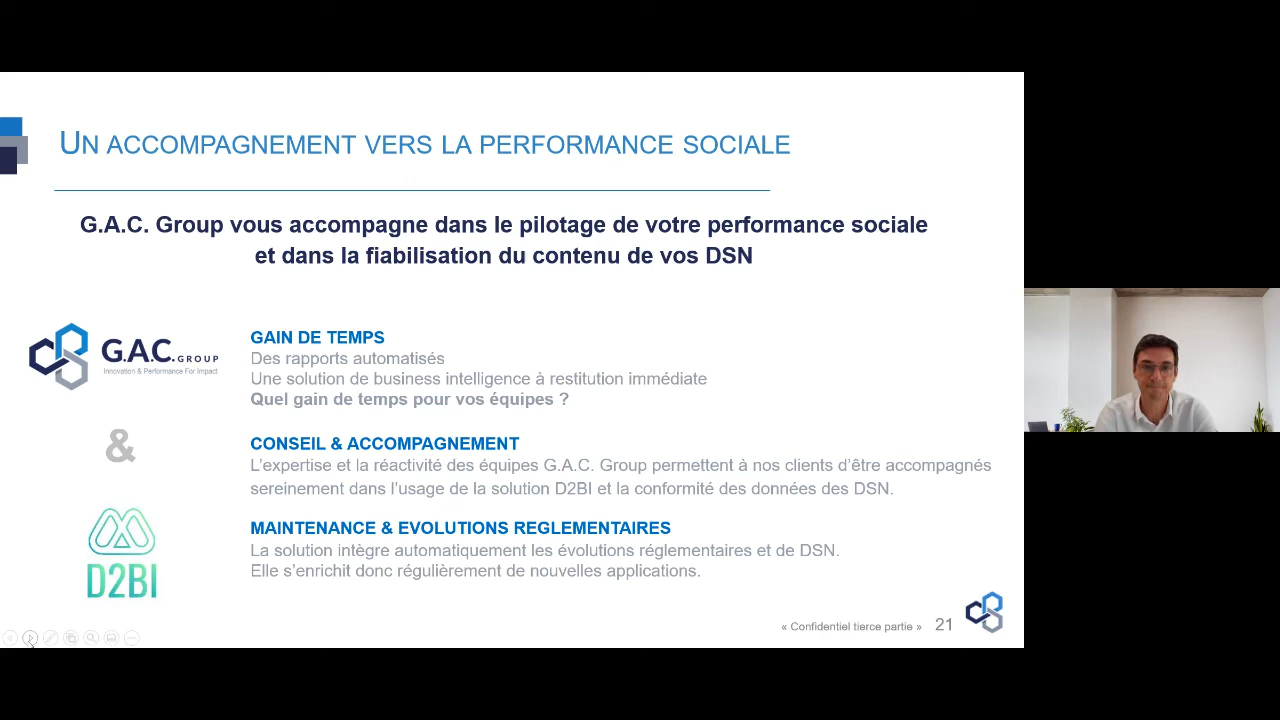 UN ACCOMPAGNEMENT VERS LA PERFORMANCE SOCIALE
G.A.C. Group vous accompagne dans le pilotage de votre performance sociale
et dans la fiabilisation du contenu de vos DSN
G.A.C. GROUP
Innovation & Performance For Impact
GAIN DE TEMPS
Des rapports automatisés
Une solution de business intelligence à restitution immédiate
Quel gain de temps pour vos équipes ?
&
CONSEIL & ACCOMPAGNEMENT
L'expertise et la réactivité des équipes G.A.C. Group permettent à nos clients d'être accompagnés
sereinement dans l'usage de la solution D2BI et la conformité des données des DSN.
D2BI
MAINTENANCE & EVOLUTIONS REGLEMENTAIRES
La solution intègre automatiquement les évolutions réglementaires et de DSN.
Elle s'enrichit donc régulièrement de nouvelles applications.
« Confidentiel tierce partie » 21